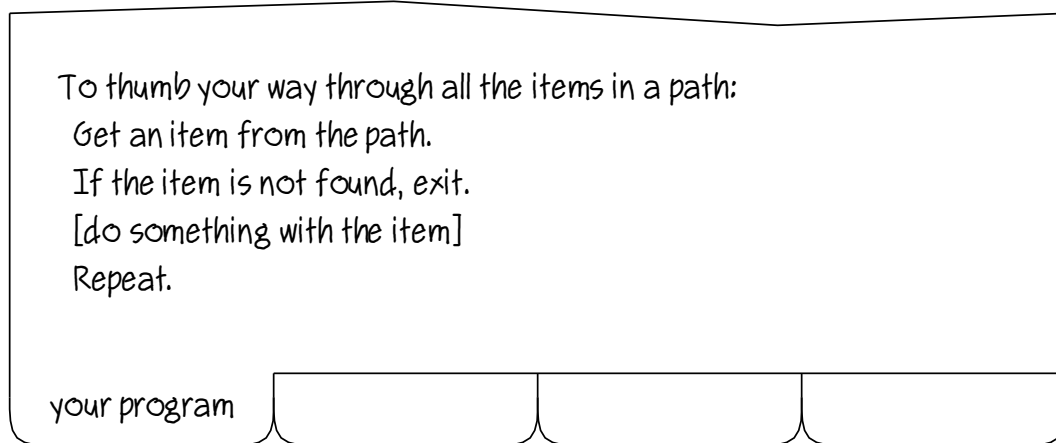 To thumb your way through all the items in a path:
Get an item from the path.
If the item is not found, exit.
[do something with the item]
Repeat.
your program